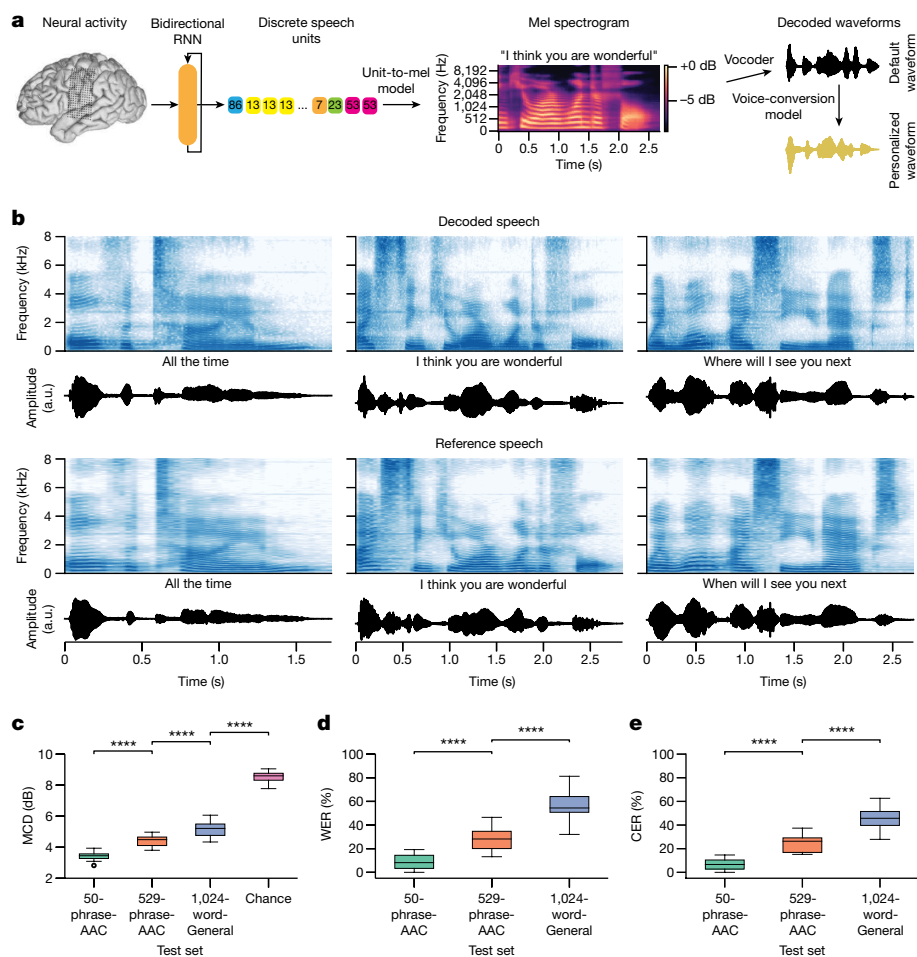 a
Neural activity
Bidirectional
RNN
Discrete speech
units
86 13 13 13 ... 7 23 53 53
Unit-to-mel
model
Mel spectrogram
"I think you are wonderful"
Frequency (Hz)
8,192
4,096
2,048
1,024
512
0
0 0.5 1.0 1.5 2.0 2.5
Time (s)
+0 dB
−5 dB
Vocoder
Voice-conversion
model
Decoded waveforms
Default
waveform
Personalized
waveform
b
Decoded speech
Frequency (kHz)
8
6
4
2
0
All the time
I think you are wonderful
Where will I see you next
Amplitude
(a.u.)
Reference speech
Frequency (kHz)
8
6
4
2
0
All the time
I think you are wonderful
When will I see you next
Amplitude
(a.u.)
0 0.5 1.0 1.5
0 0.5 1.0 1.5 2.0 2.5
0 0.5 1.0 1.5 2.0 2.5
Time (s)
Time (s)
Time (s)
c
MCD (dB)
10
8
6
4
2
**** **** ****
50-
phrase-
AAC
529-
phrase-
AAC
1,024-
word-
General
Chance
Test set
d
WER (%)
100
80
60
40
20
0
**** ****
50-
phrase-
AAC
529-
phrase-
AAC
1,024-
word-
General
Test set
e
CER (%)
100
80
60
40
20
0
**** ****
50-
phrase-
AAC
529-
phrase-
AAC
1,024-
word-
General
Test set